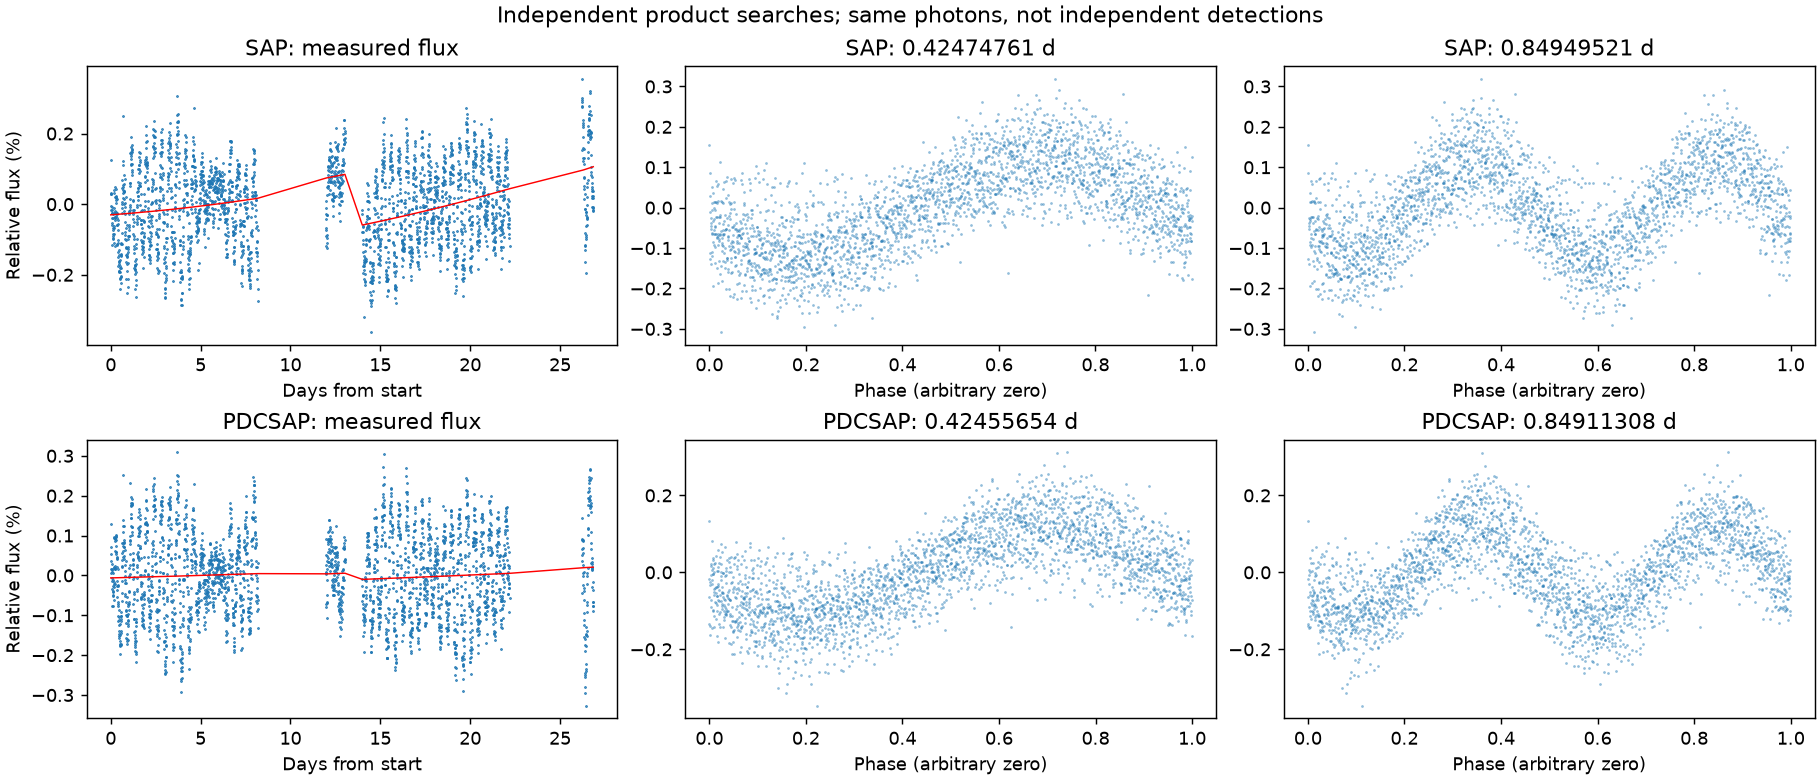 Independent product searches; same photons, not independent detections
SAP: measured flux
SAP: 0.42474761 d
SAP: 0.84949521 d
Relative flux (%)
0.2
0.0
−0.2
0 5 10 15 20 25
Days from start
0.3
0.2
0.1
0.0
−0.1
−0.2
−0.3
0.0 0.2 0.4 0.6 0.8 1.0
Phase (arbitrary zero)
0.3
0.2
0.1
0.0
−0.1
−0.2
−0.3
0.0 0.2 0.4 0.6 0.8 1.0
Phase (arbitrary zero)
PDCSAP: measured flux
PDCSAP: 0.42455654 d
PDCSAP: 0.84911308 d
Relative flux (%)
0.3
0.2
0.1
0.0
−0.1
−0.2
−0.3
0 5 10 15 20 25
Days from start
0.2
0.0
−0.2
0.0 0.2 0.4 0.6 0.8 1.0
Phase (arbitrary zero)
0.2
0.0
−0.2
0.0 0.2 0.4 0.6 0.8 1.0
Phase (arbitrary zero)